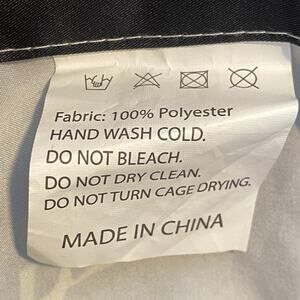 Fabric: 100% Polyester
HAND WASH COLD.
DO NOT BLEACH.
DO NOT DRY CLEAN.
DO NOT TURN CAGE DRYING.
MADE IN CHINA